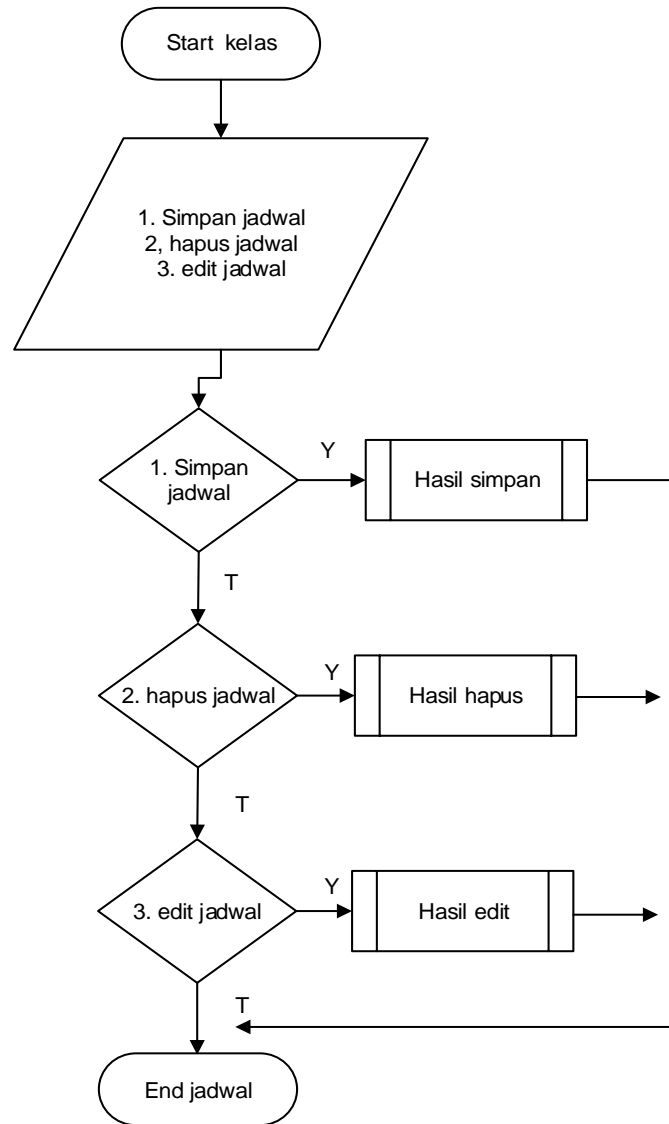 Start kelas
1. Simpan jadwal
2, hapus jadwal
3. edit jadwal
1. Simpan
jadwal
Y
Hasil simpan
T
2. hapus jadwal
Y
Hasil hapus
T
3. edit jadwal
Y
Hasil edit
T
End jadwal